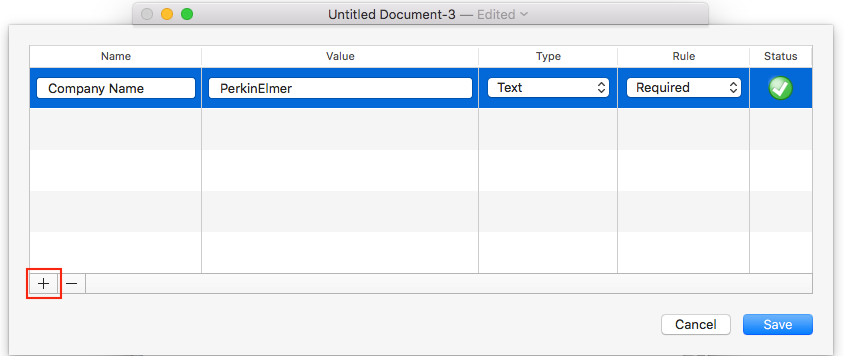 Untitled Document-3 — Edited
Name Value Type Rule Status
Company Name PerkinElmer Text Required
+ −
Cancel Save